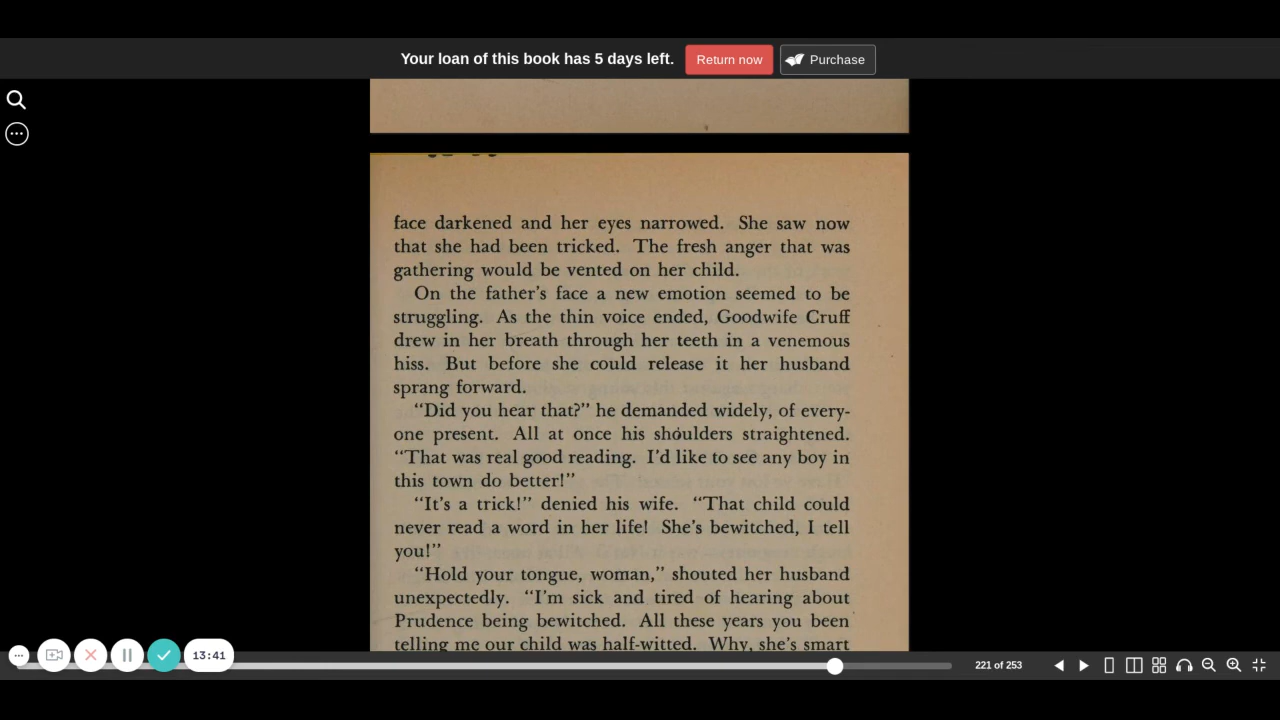 Your loan of this book has 5 days left. Return now Purchase
face darkened and her eyes narrowed. She saw now
that she had been tricked. The fresh anger that was
gathering would be vented on her child.
On the father's face a new emotion seemed to be
struggling. As the thin voice ended, Goodwife Cruff
drew in her breath through her teeth in a venemous
hiss. But before she could release it her husband
sprang forward.
"Did you hear that?" he demanded widely, of every-
one present. All at once his shoulders straightened.
"That was real good reading. I'd like to see any boy in
this town do better!"
"It's a trick!" denied his wife. "That child could
never read a word in her life! She's bewitched, I tell
you!"
"Hold your tongue, woman," shouted her husband
unexpectedly. "I'm sick and tired of hearing about
Prudence being bewitched. All these years you been
telling me our child was half-witted. Why, she's smart
13:41
221 of 253